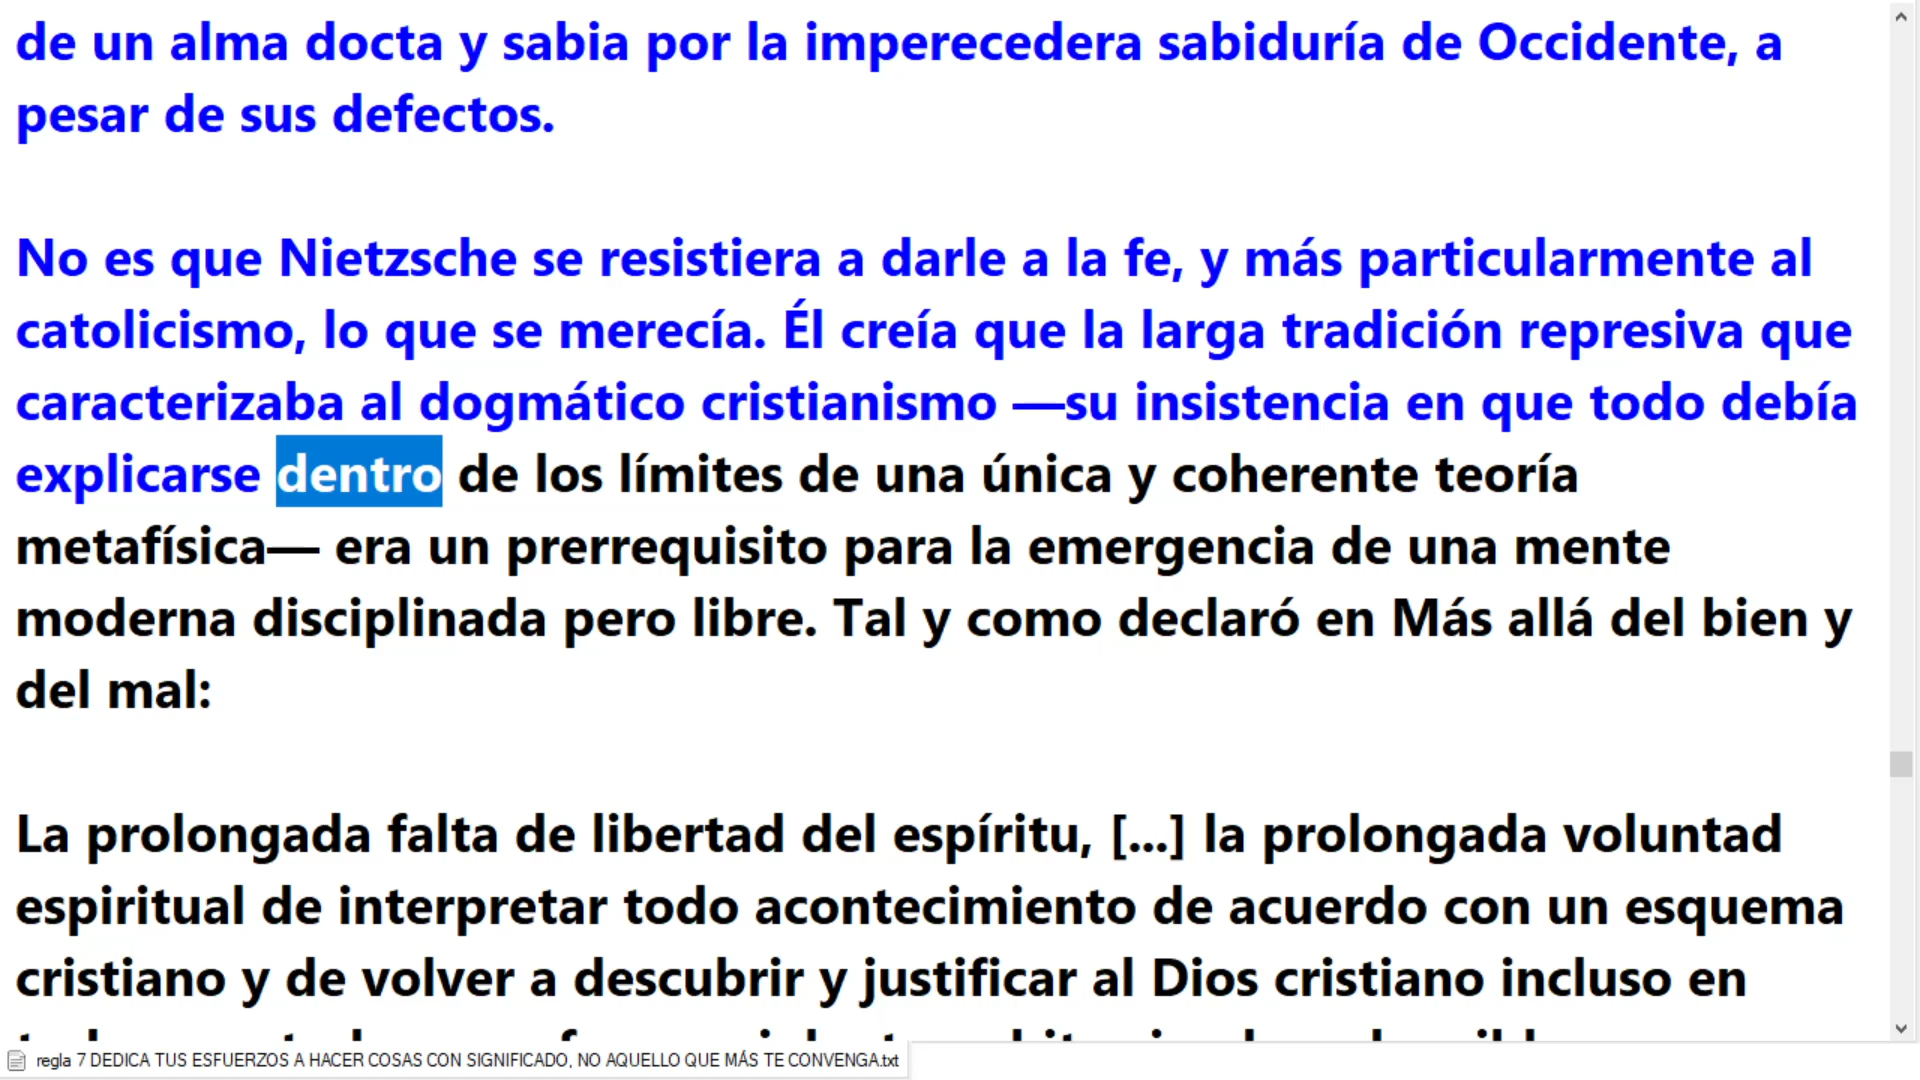 de un alma docta y sabia por la imperecedera sabiduría de Occidente, a
pesar de sus defectos.
No es que Nietzsche se resistiera a darle a la fe, y más particularmente al
catolicismo, lo que se merecía. Él creía que la larga tradición represiva que
caracterizaba al dogmático cristianismo —su insistencia en que todo debía
explicarse dentro de los límites de una única y coherente teoría
metafísica— era un prerrequisito para la emergencia de una mente
moderna disciplinada pero libre. Tal y como declaró en Más allá del bien y
del mal:
La prolongada falta de libertad del espíritu, [...] la prolongada voluntad
espiritual de interpretar todo acontecimiento de acuerdo con un esquema
cristiano y de volver a descubrir y justificar al Dios cristiano incluso en
regla 7 DEDICA TUS ESFUERZOS A HACER COSAS CON SIGNIFICADO, NO AQUELLO QUE MÁS TE CONVENGA.txt